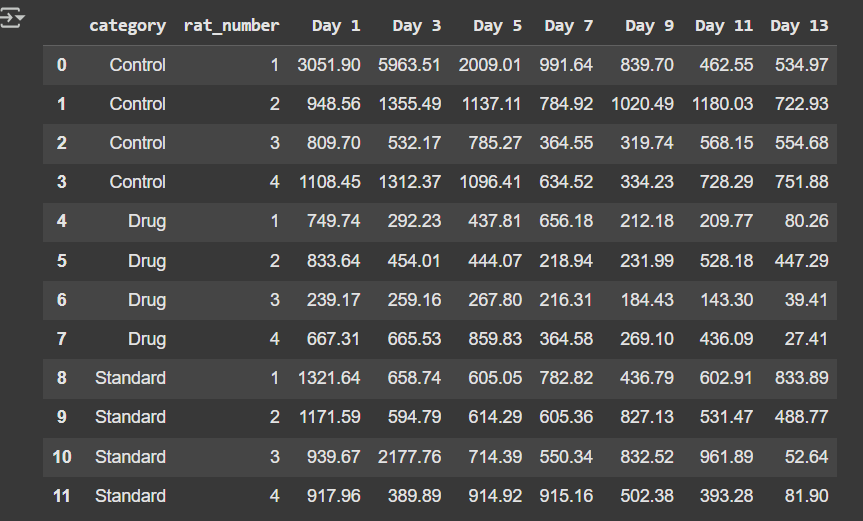 category rat_number Day 1 Day 3 Day 5 Day 7 Day 9 Day 11 Day 13
0 Control 1 3051.90 5963.51 2009.01 991.64 839.70 462.55 534.97
1 Control 2 948.56 1355.49 1137.11 784.92 1020.49 1180.03 722.93
2 Control 3 809.70 532.17 785.27 364.55 319.74 568.15 554.68
3 Control 4 1108.45 1312.37 1096.41 634.52 334.23 728.29 751.88
4 Drug 1 749.74 292.23 437.81 656.18 212.18 209.77 80.26
5 Drug 2 833.64 454.01 444.07 218.94 231.99 528.18 447.29
6 Drug 3 239.17 259.16 267.80 216.31 184.43 143.30 39.41
7 Drug 4 667.31 665.53 859.83 364.58 269.10 436.09 27.41
8 Standard 1 1321.64 658.74 605.05 782.82 436.79 602.91 833.89
9 Standard 2 1171.59 594.79 614.29 605.36 827.13 531.47 488.77
10 Standard 3 939.67 2177.76 714.39 550.34 832.52 961.89 52.64
11 Standard 4 917.96 389.89 914.92 915.16 502.38 393.28 81.90